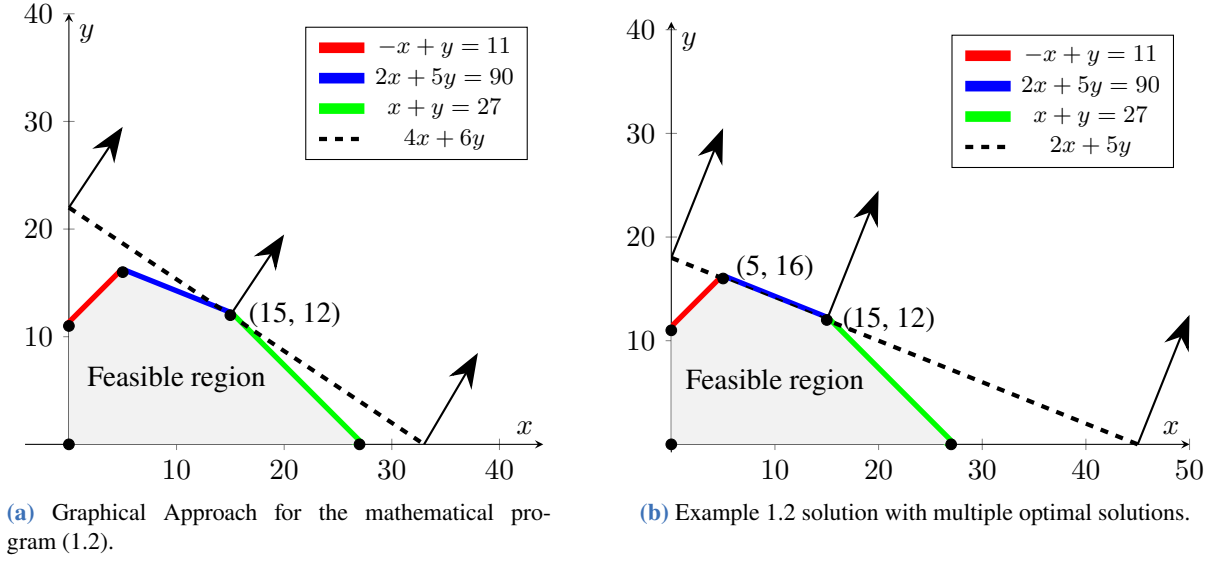 40
y
30
20
10
10
20
30
40
x
−x + y = 11
2x + 5y = 90
x + y = 27
4x + 6y
(15, 12)
Feasible region
(a) Graphical Approach for the mathematical pro-
gram (1.2).
40
y
30
20
10
10
20
30
40
50
x
−x + y = 11
2x + 5y = 90
x + y = 27
2x + 5y
(5, 16)
(15, 12)
Feasible region
(b) Example 1.2 solution with multiple optimal solutions.